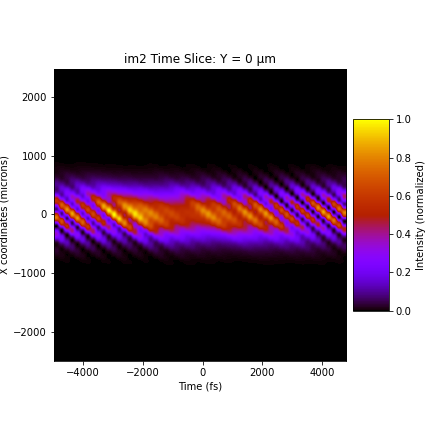 im2 Time Slice: Y = 0 μm
X coordinates (microns)
2000
1000
0
−1000
−2000
−4000 −2000 0 2000 4000
Time (fs)
1.0
0.8
0.6
0.4
0.2
0.0
Intensity (normalized)